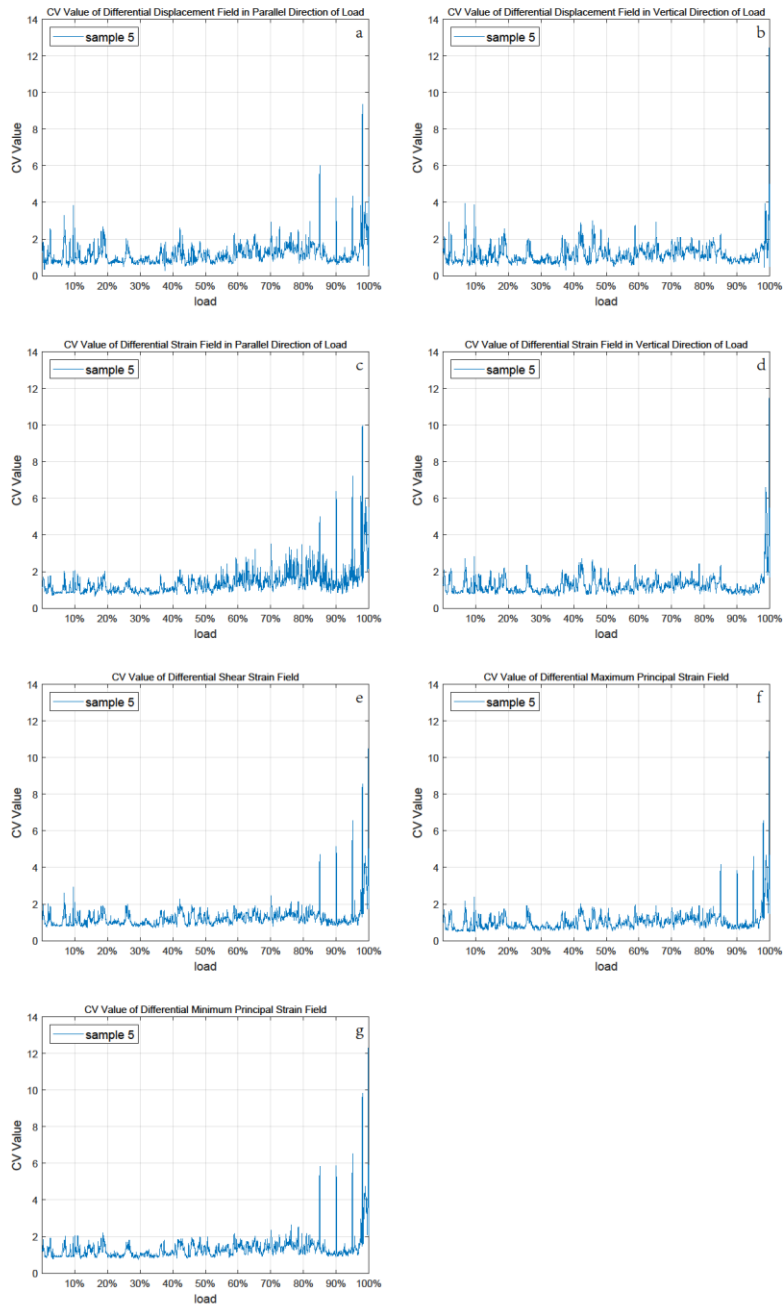 CV Value of Differential Displacement Field in Parallel Direction of Load
a
sample 5
CV Value
14
12
10
8
6
4
2
0
10% 20% 30% 40% 50% 60% 70% 80% 90% 100%
load
CV Value of Differential Displacement Field in Vertical Direction of Load
b
sample 5
CV Value
14
12
10
8
6
4
2
0
10% 20% 30% 40% 50% 60% 70% 80% 90% 100%
load
CV Value of Differential Strain Field in Parallel Direction of Load
c
sample 5
CV Value
14
12
10
8
6
4
2
0
10% 20% 30% 40% 50% 60% 70% 80% 90% 100%
load
CV Value of Differential Strain Field in Vertical Direction of Load
d
sample 5
CV Value
14
12
10
8
6
4
2
0
10% 20% 30% 40% 50% 60% 70% 80% 90% 100%
load
CV Value of Differential Shear Strain Field
e
sample 5
CV Value
14
12
10
8
6
4
2
0
10% 20% 30% 40% 50% 60% 70% 80% 90% 100%
load
CV Value of Differential Maximum Principal Strain Field
f
sample 5
CV Value
14
12
10
8
6
4
2
0
10% 20% 30% 40% 50% 60% 70% 80% 90% 100%
load
CV Value of Differential Minimum Principal Strain Field
g
sample 5
CV Value
14
12
10
8
6
4
2
0
10% 20% 30% 40% 50% 60% 70% 80% 90% 100%
load